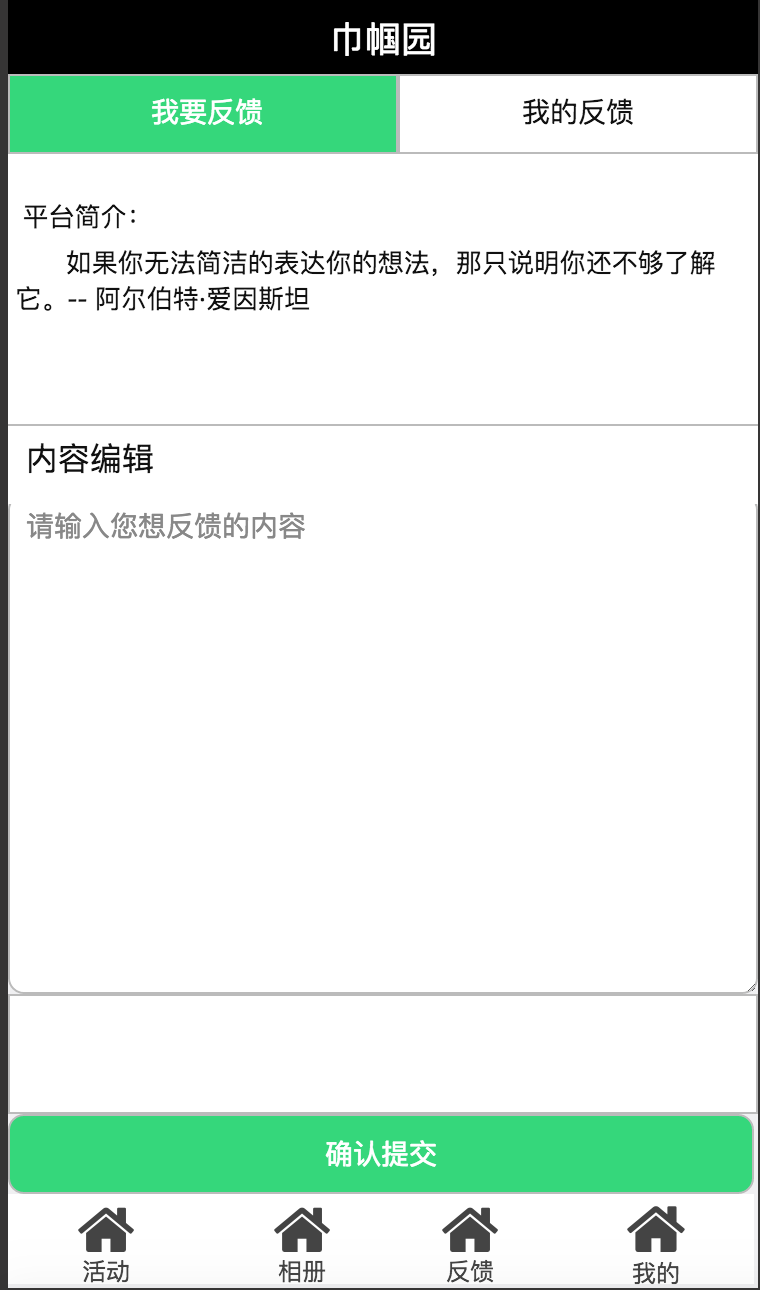 巾帼园
我要反馈
我的反馈
平台简介：
如果你无法简洁的表达你的想法，那只说明你还不够了解
它。-- 阿尔伯特·爱因斯坦
内容编辑
请输入您想反馈的内容
确认提交
活动
相册
反馈
我的